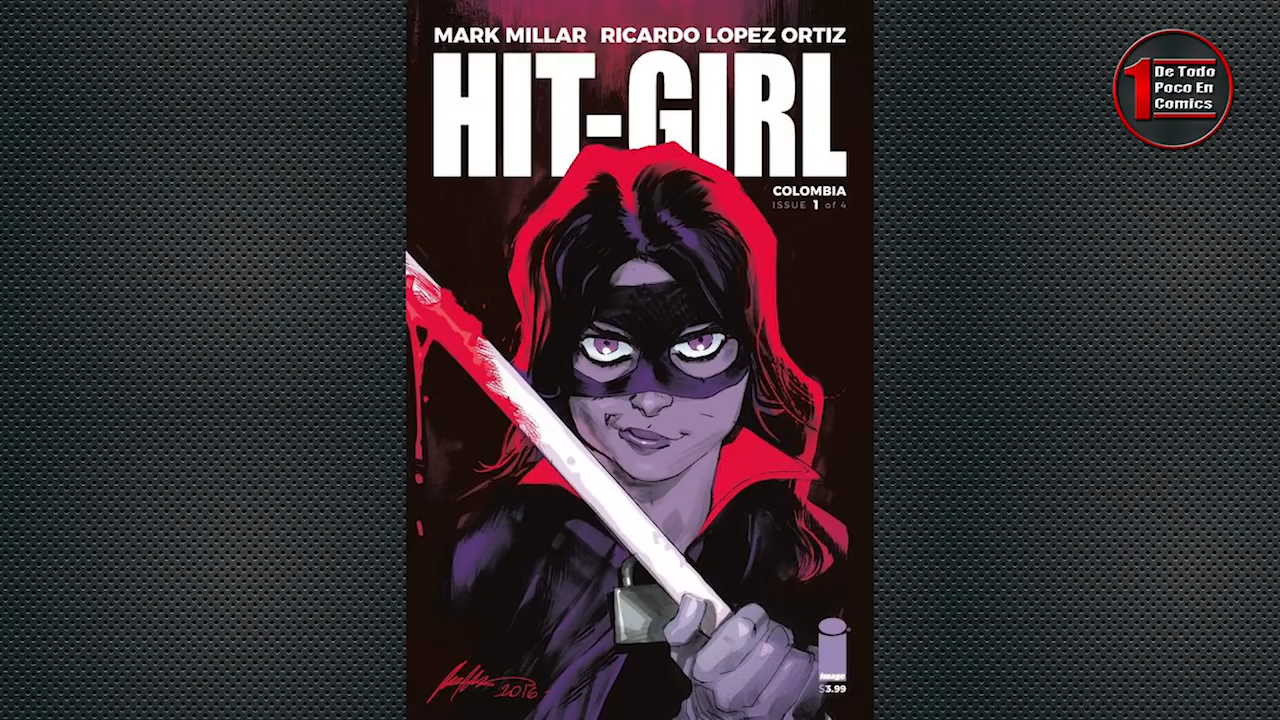 MARK MILLAR RICARDO LOPEZ ORTIZ
HIT-GIRL
COLOMBIA
ISSUE 1 of 4
1 De Todo
Poco En
Comics
2016
image
$3.99